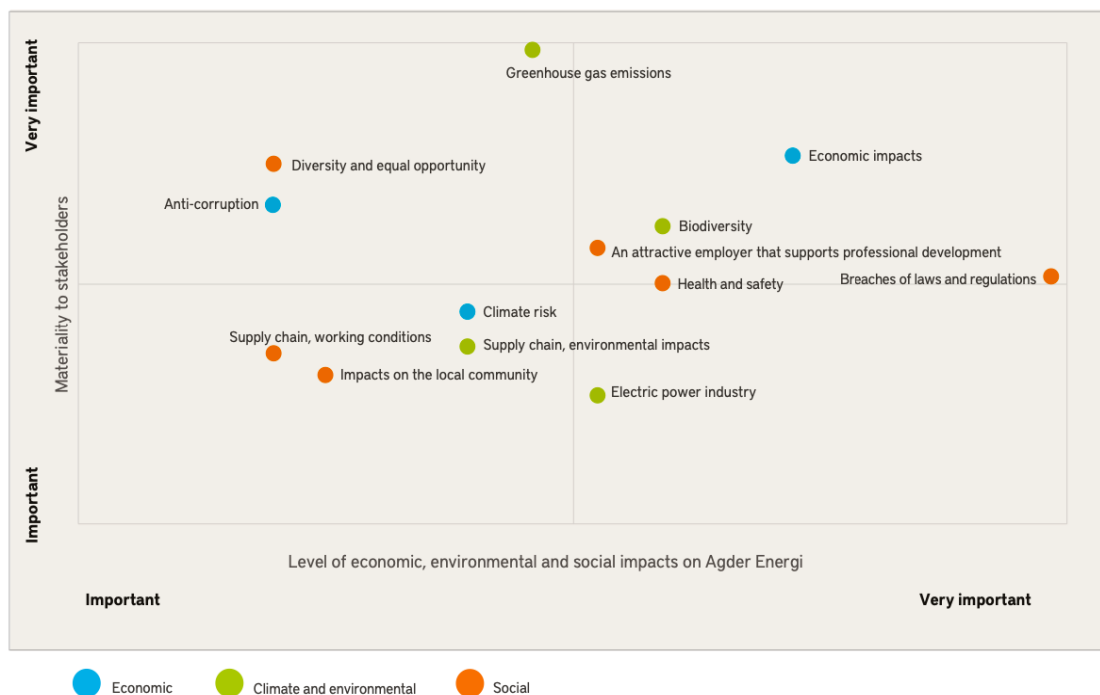 Very important
Greenhouse gas emissions
Economic impacts
Diversity and equal opportunity
Anti-corruption
Materiality to stakeholders
Biodiversity
An attractive employer that supports professional development
Breaches of laws and regulations
Health and safety
Climate risk
Supply chain, working conditions
Supply chain, environmental impacts
Impacts on the local community
Electric power industry
Important
Level of economic, environmental and social impacts on Agder Energi
Important
Very important
Economic
Climate and environmental
Social